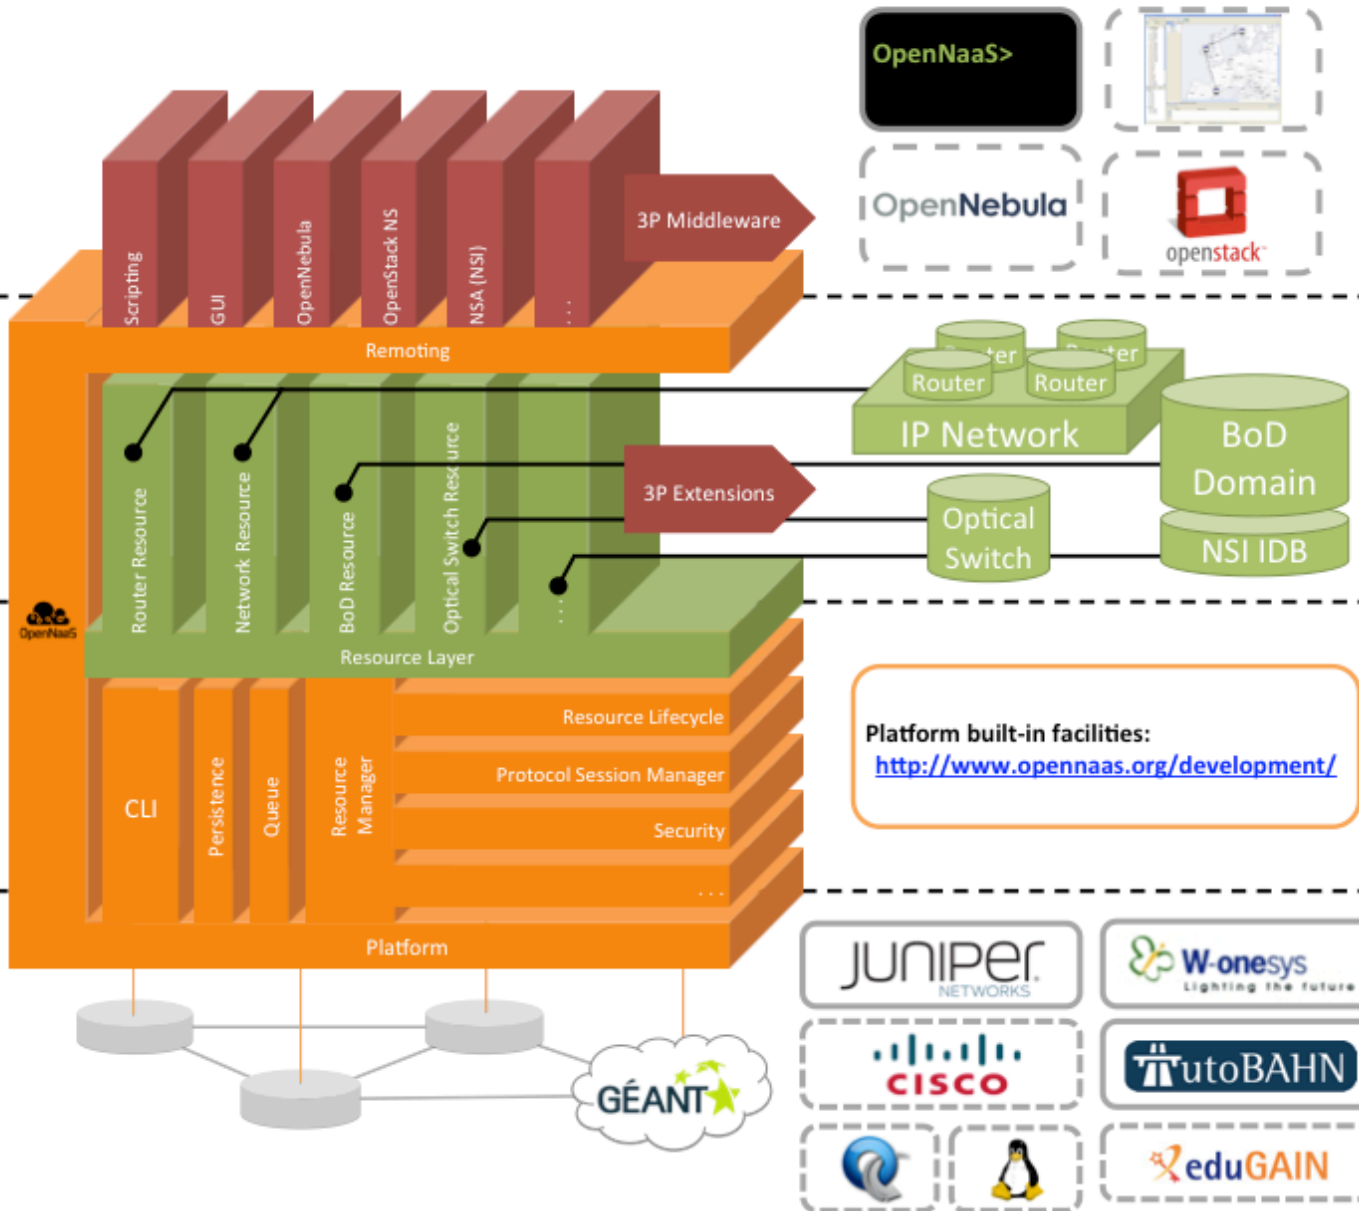 OpenNaaS>
OpenNebula
openstack™
3P Middleware
Scripting
GUI
OpenNebula
OpenStack NS
NSA (NSI)
...
Remoting
Router
Router
Router
Router
IP Network
BoD
Domain
3P Extensions
Optical
Switch
NSI IDB
Router Resource
Network Resource
BoD Resource
Optical Switch Resource
...
OpenNaaS
Resource Layer
CLI
Persistence
Queue
Resource
Manager
Resource Lifecycle
Protocol Session Manager
Security
...
Platform
Platform built-in facilities:
http://www.opennaas.org/development/
JUNIPER
NETWORKS
W-onesys
Lighting the future
CISCO
AutoBAHN
GÉANT
eduGAIN